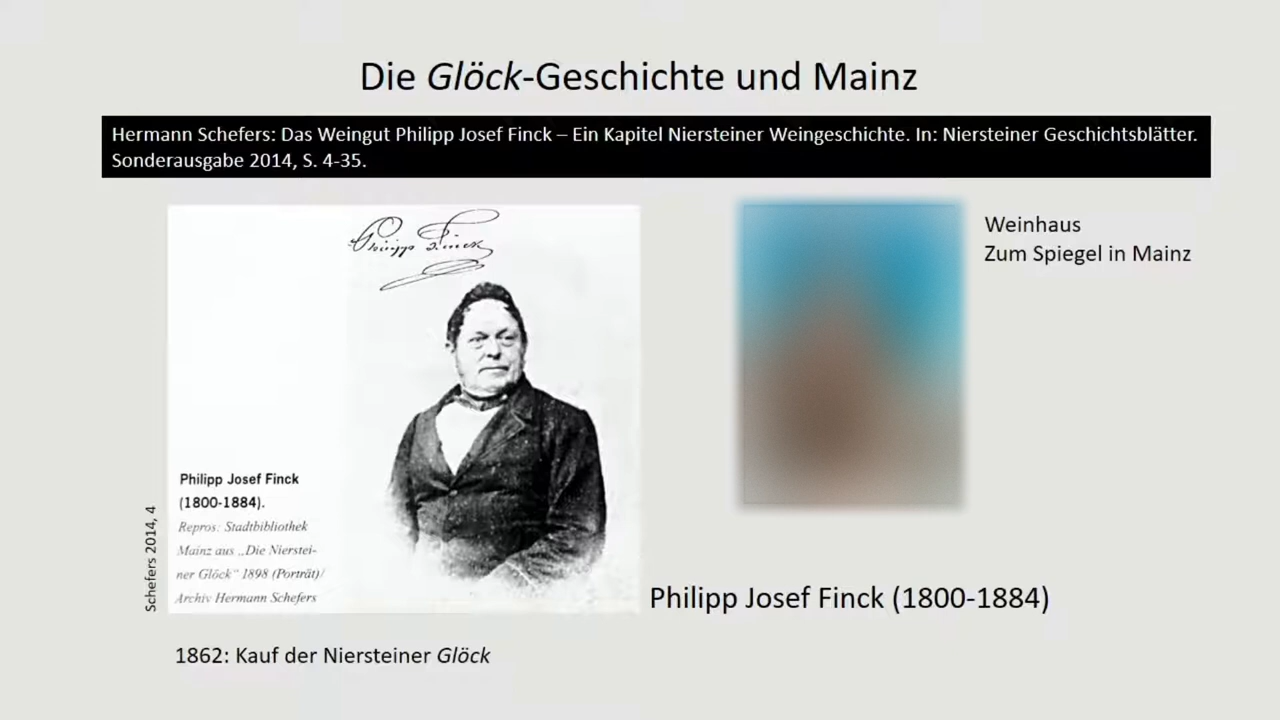 Die Glöck-Geschichte und Mainz
Hermann Schefers: Das Weingut Philipp Josef Finck – Ein Kapitel Niersteiner Weingeschichte. In: Niersteiner Geschichtsblätter.
Sonderausgabe 2014, S. 4-35.
Philipp Finck
Weinhaus
Zum Spiegel in Mainz
Philipp Josef Finck
(1800-1884).
Repros: Stadtbibliothek
Mainz aus „Die Nierstei-
ner Glöck" 1898 (Porträt)/
Archiv Hermann Schefers
Schefers 2014, 4
Philipp Josef Finck (1800-1884)
1862: Kauf der Niersteiner Glöck